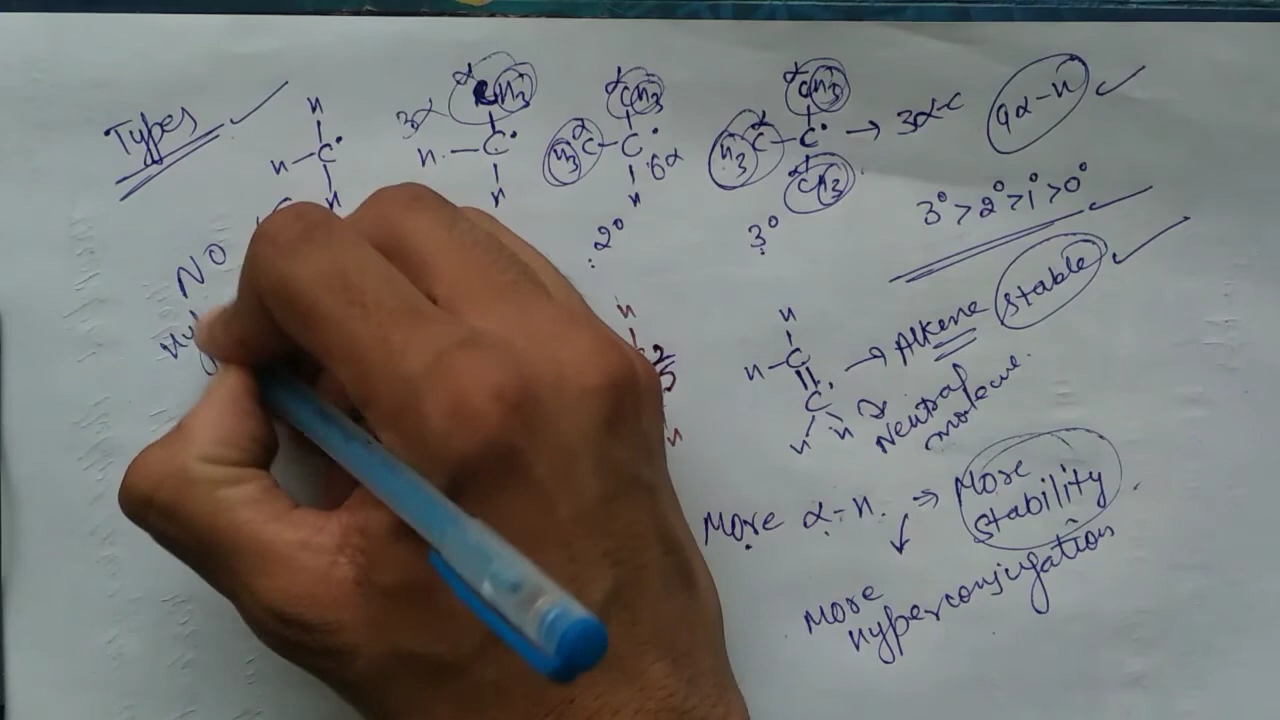 Types
H
H-C•
H
3α
α
CH3
H-C•
H
α
CH3
H3C-C•
α
6α
H
2°
α
CH3
H3C-C• → 3α-C
α
αCH3
3°
9α-H
3°>2°>1°>0°
NO
H
H-C
C
H
H
→ Alkene stable
Neutral
molecule.
More α-H. ⇒ More
stability
More
Hyperconjugation